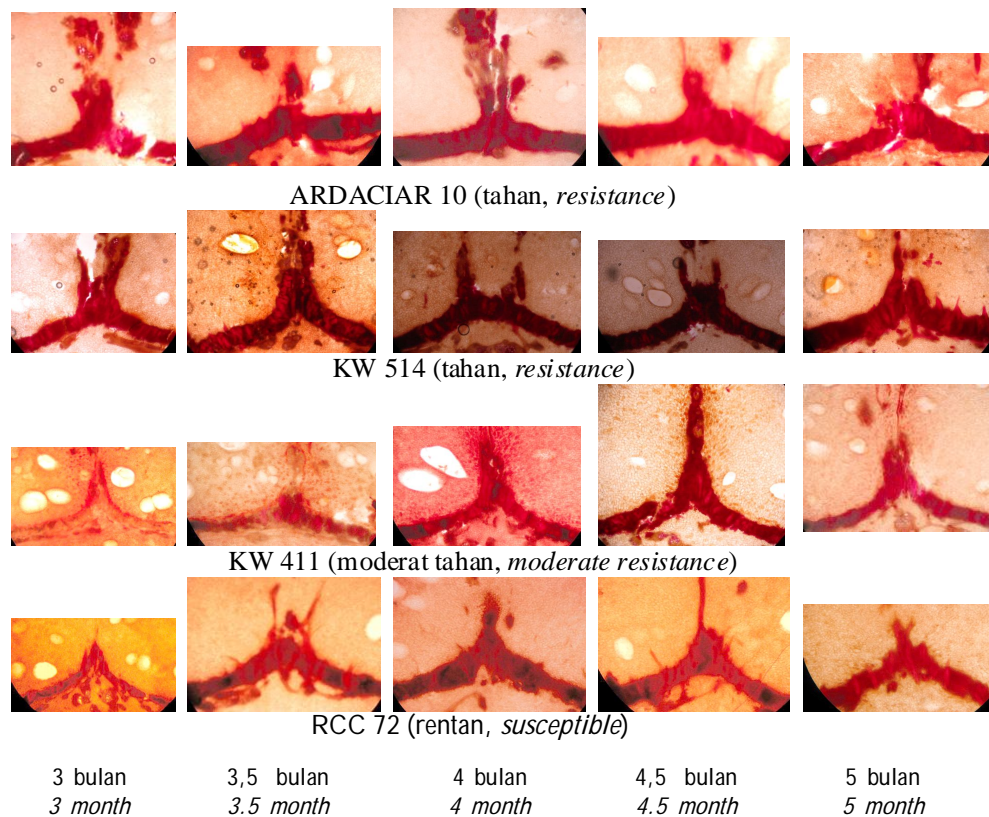 ARDACIAR 10 (tahan, resistance)
KW 514 (tahan, resistance)
KW 411 (moderat tahan, moderate resistance)
RCC 72 (rentan, susceptible)
3 bulan 3,5 bulan 4 bulan 4,5 bulan 5 bulan
3 month 3.5 month 4 month 4.5 month 5 month